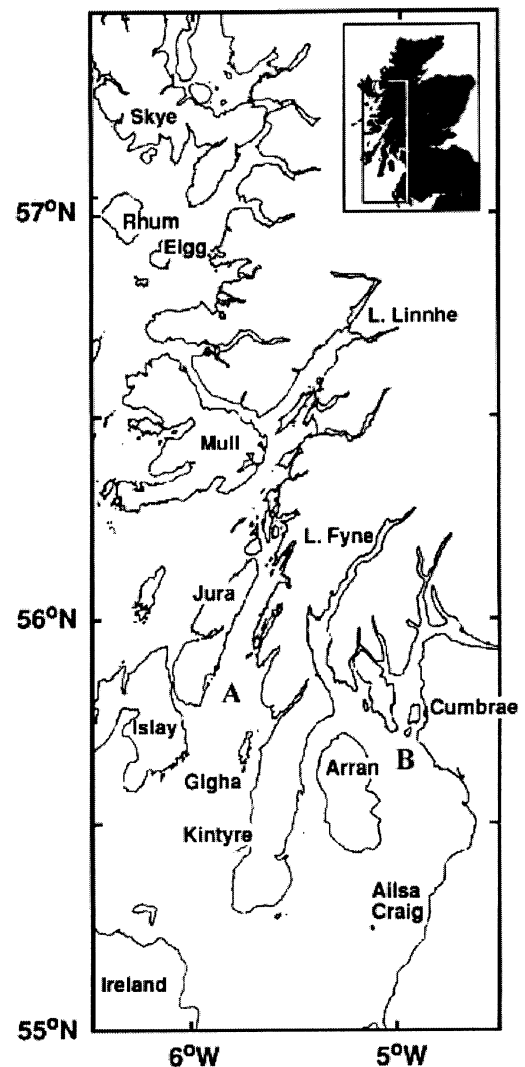 Skye
57°N
Rhum
Eigg
L. Linnhe
Mull
L. Fyne
Jura
56°N
A
Cumbrae
Islay
B
Arran
Gigha
Kintyre
Ailsa
Craig
Ireland
55°N
6°W
5°W